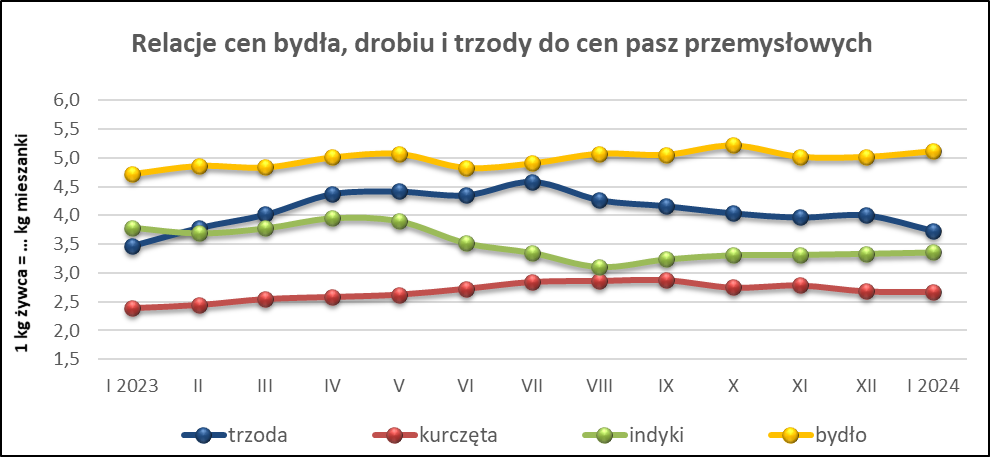 Relacje cen bydła, drobiu i trzody do cen pasz przemysłowych
1 kg żywca = ... kg mieszanki
6,0
5,5
5,0
4,5
4,0
3,5
3,0
2,5
2,0
1,5
I 2023 II III IV V VI VII VIII IX X XI XII I 2024
trzoda kurczęta indyki bydło